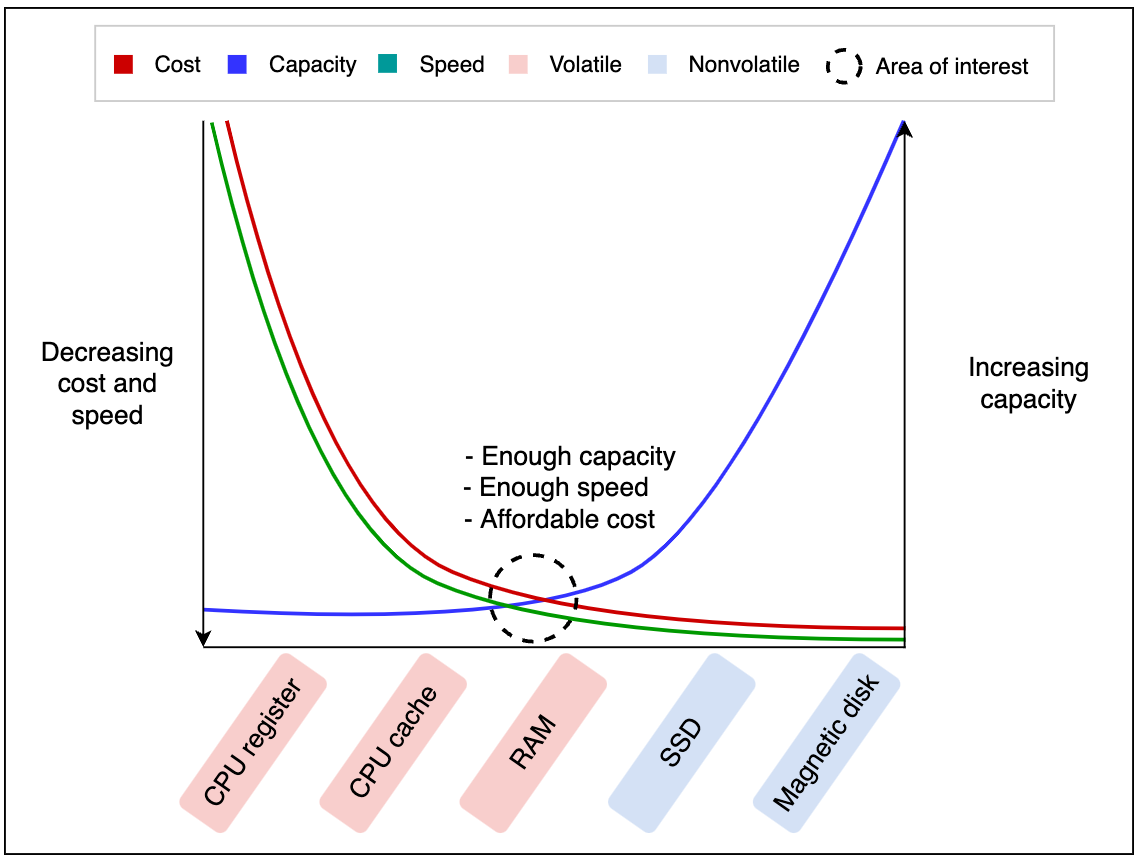 Cost Capacity Speed Volatile Nonvolatile Area of interest
Decreasing
cost and
speed
Increasing
capacity
- Enough capacity
- Enough speed
- Affordable cost
CPU register
CPU cache
RAM
SSD
Magnetic disk